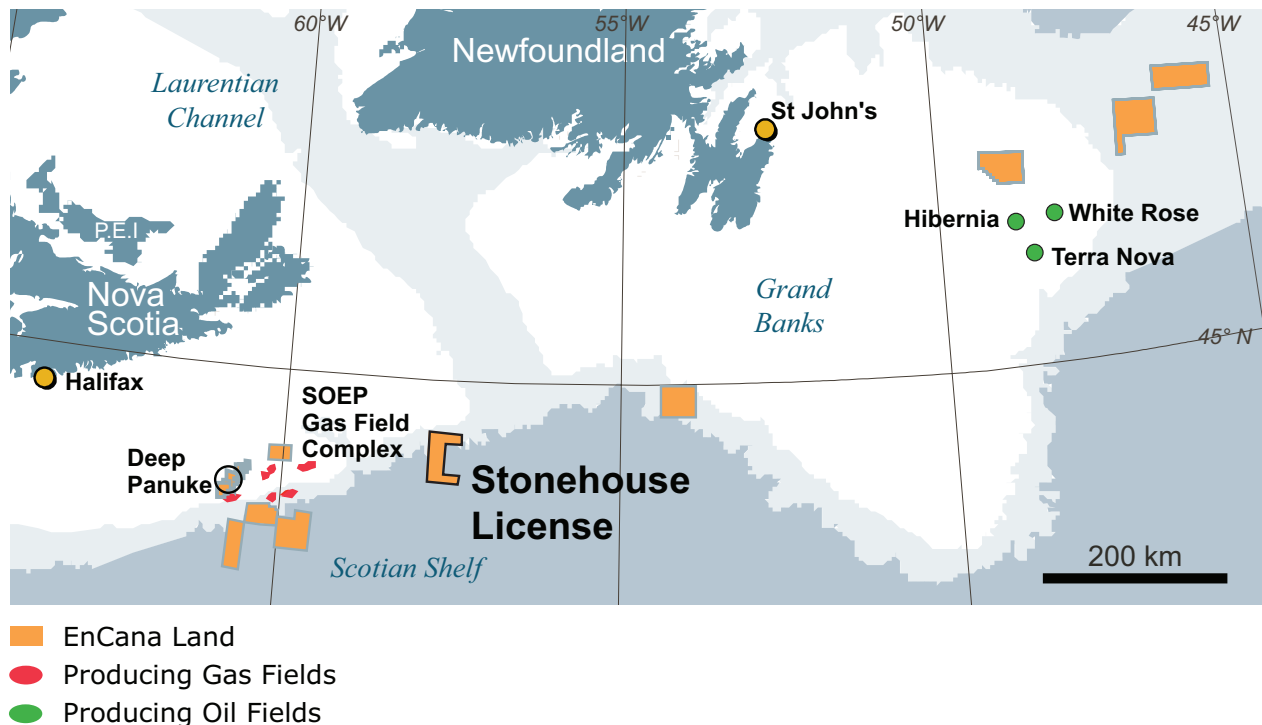 60°W
55°W
50°W
45°W
Newfoundland
Laurentian
Channel
St John's
P.E.I
Hibernia
White Rose
Terra Nova
Nova
Scotia
Grand
Banks
45° N
Halifax
SOEP
Gas Field
Complex
Deep
Panuke
Stonehouse
License
Scotian Shelf
200 km
EnCana Land
Producing Gas Fields
Producing Oil Fields